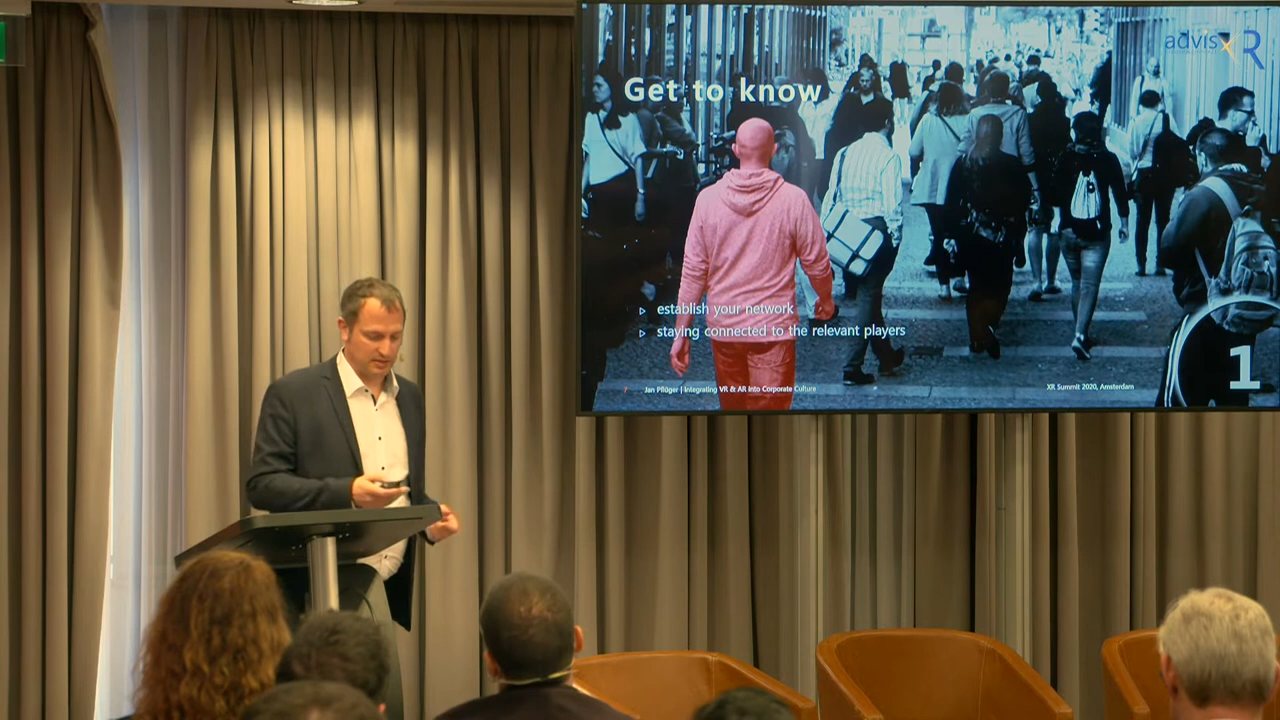 advisXR
Get to know
▹ establish your network
▹ staying connected to the relevant players
7 Jan Pflüger | Integrating VR & AR Into Corporate Culture
XR Summit 2020, Amsterdam
1